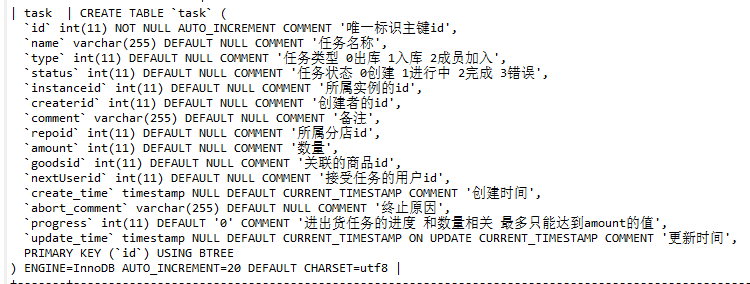 | task  | CREATE TABLE `task` (
  `id` int(11) NOT NULL AUTO_INCREMENT COMMENT '唯一标识主键id',
  `name` varchar(255) DEFAULT NULL COMMENT '任务名称',
  `type` int(11) DEFAULT NULL COMMENT '任务类型 0出库 1入库 2成员加入',
  `status` int(11) DEFAULT NULL COMMENT '任务状态 0创建 1进行中 2完成 3错误',
  `instanceid` int(11) DEFAULT NULL COMMENT '所属实例的id',
  `createrid` int(11) DEFAULT NULL COMMENT '创建者的id',
  `comment` varchar(255) DEFAULT NULL COMMENT '备注',
  `repoid` int(11) DEFAULT NULL COMMENT '所属分店id',
  `amount` int(11) DEFAULT NULL COMMENT '数量',
  `goodsid` int(11) DEFAULT NULL COMMENT '关联的商品id',
  `nextUserid` int(11) DEFAULT NULL COMMENT '接受任务的用户id',
  `create_time` timestamp NULL DEFAULT CURRENT_TIMESTAMP COMMENT '创建时间',
  `abort_comment` varchar(255) DEFAULT NULL COMMENT '终止原因',
  `progress` int(11) DEFAULT '0' COMMENT '进出货任务的进度 和数量相关 最多只能达到amount的值',
  `update_time` timestamp NULL DEFAULT CURRENT_TIMESTAMP ON UPDATE CURRENT_TIMESTAMP COMMENT '更新时间',
  PRIMARY KEY (`id`) USING BTREE
) ENGINE=InnoDB AUTO_INCREMENT=20 DEFAULT CHARSET=utf8 |